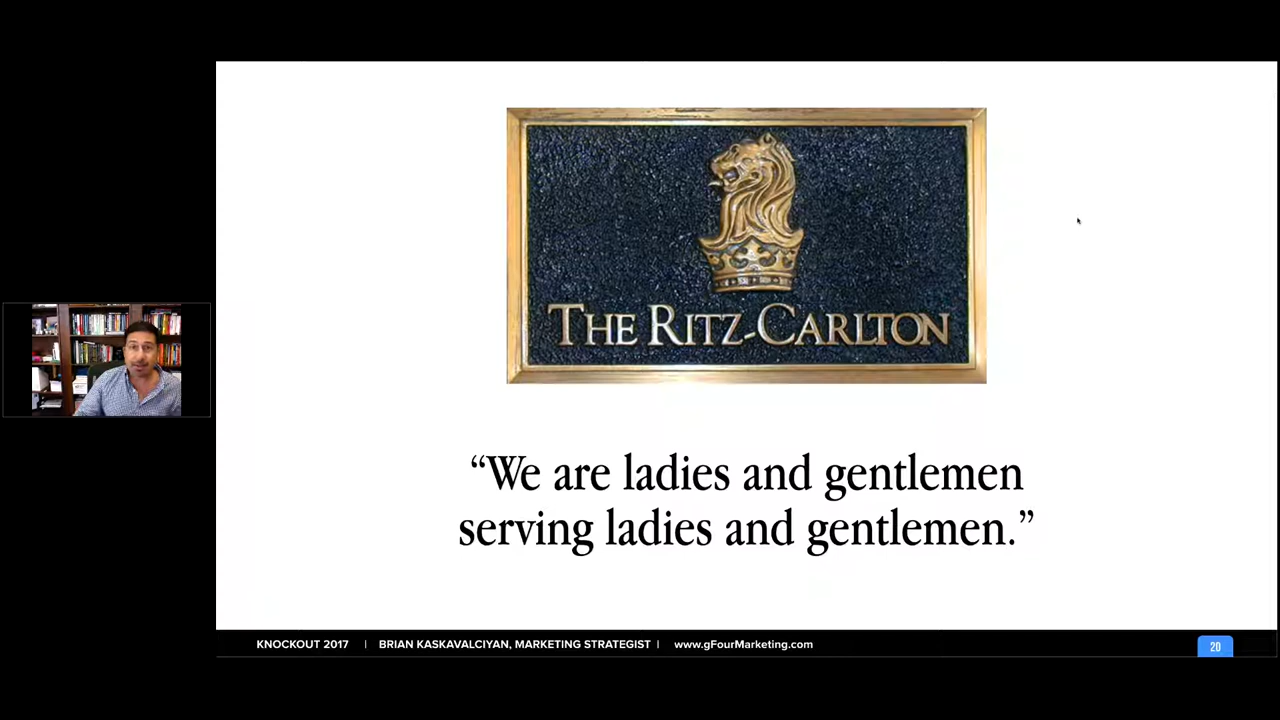 THE RITZ-CARLTON
“We are ladies and gentlemen
serving ladies and gentlemen.”
KNOCKOUT 2017 | BRIAN KASKAVALCIYAN, MARKETING STRATEGIST | www.gFourMarketing.com
20